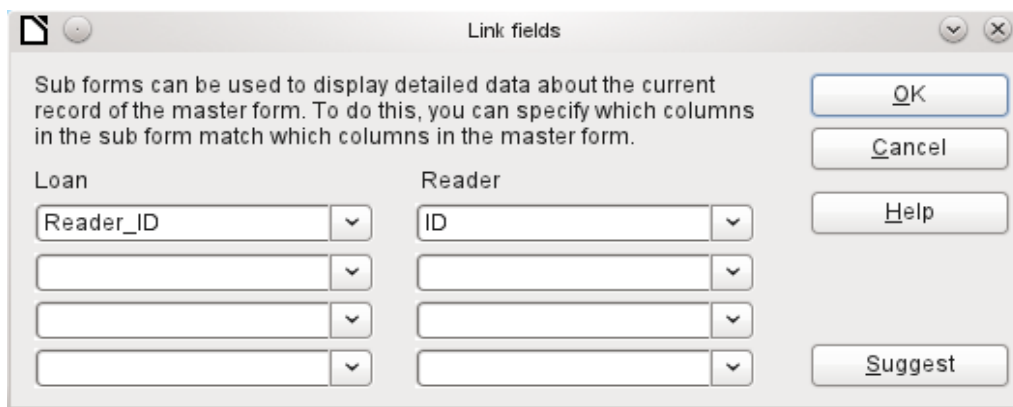 Link fields
Sub forms can be used to display detailed data about the current
record of the master form. To do this, you can specify which columns
in the sub form match which columns in the master form.
OK
Cancel
Loan Reader
Reader_ID ID
Help
Suggest